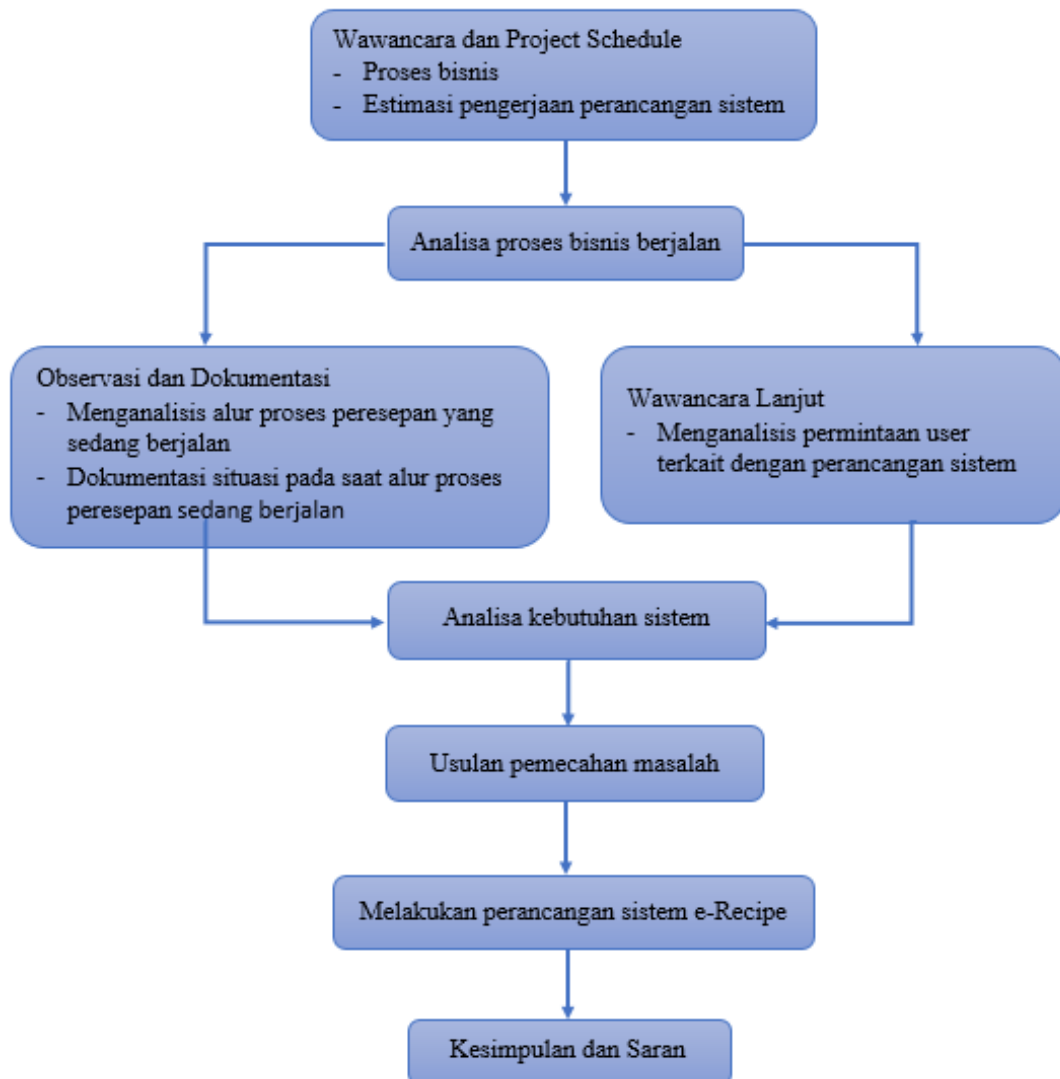 Wawancara dan Project Schedule
- Proses bisnis
- Estimasi pengerjaan perancangan sistem
Analisa proses bisnis berjalan
Observasi dan Dokumentasi
- Menganalisis alur proses peresepan yang
sedang berjalan
- Dokumentasi situasi pada saat alur proses
peresepan sedang berjalan
Wawancara Lanjut
- Menganalisis permintaan user
terkait dengan perancangan sistem
Analisa kebutuhan sistem
Usulan pemecahan masalah
Melakukan perancangan sistem e-Recipe
Kesimpulan dan Saran